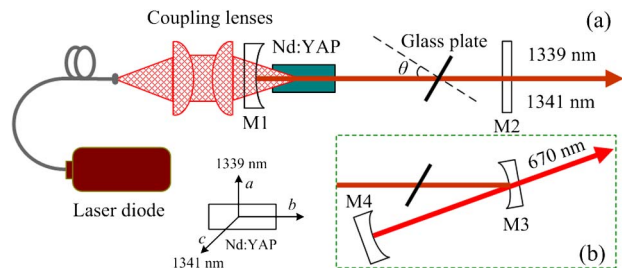 Coupling lenses
(a)
Nd:YAP
Glass plate
1339 nm
θ
M1
1341 nm
M2
1339 nm
670 nm
a
M4
b
M3
Laser diode
c
Nd:YAP
1341 nm
(b)